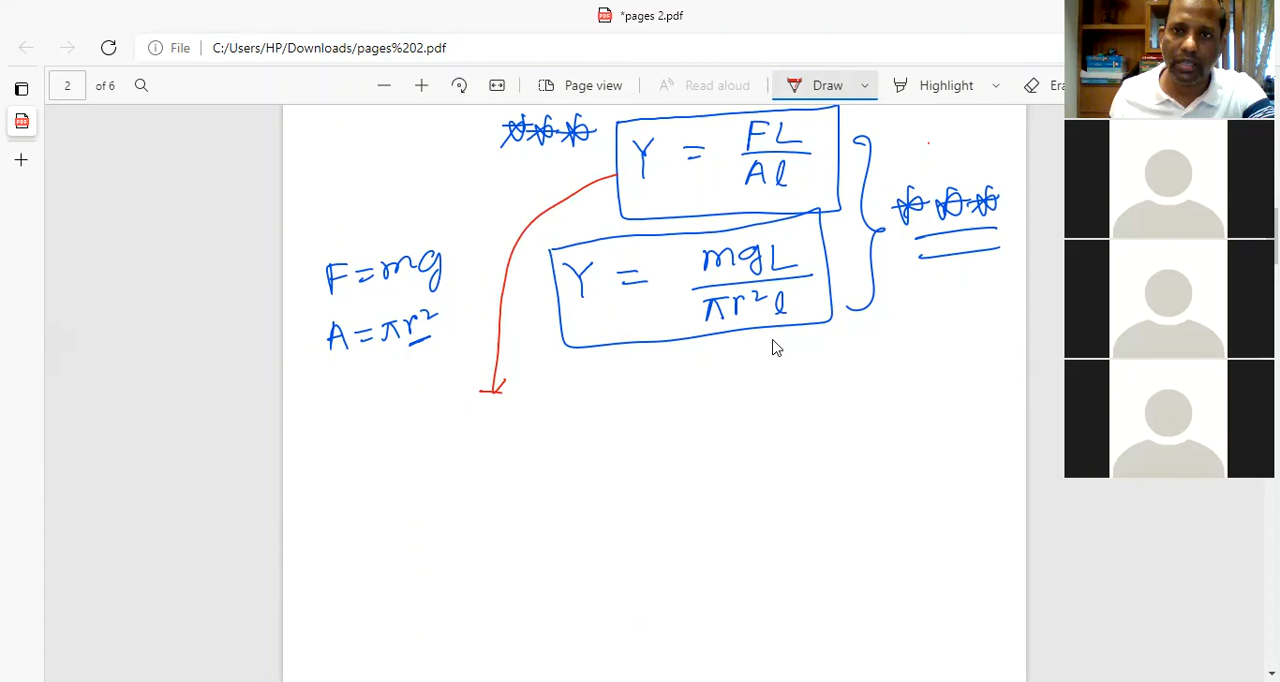 *pages 2.pdf
File C:/Users/HP/Downloads/pages%202.pdf
2 of 6 Page view Read aloud Draw Highlight Era
Y = FL / Al
F = mg
Y = mgL / πr²l
A = πr²